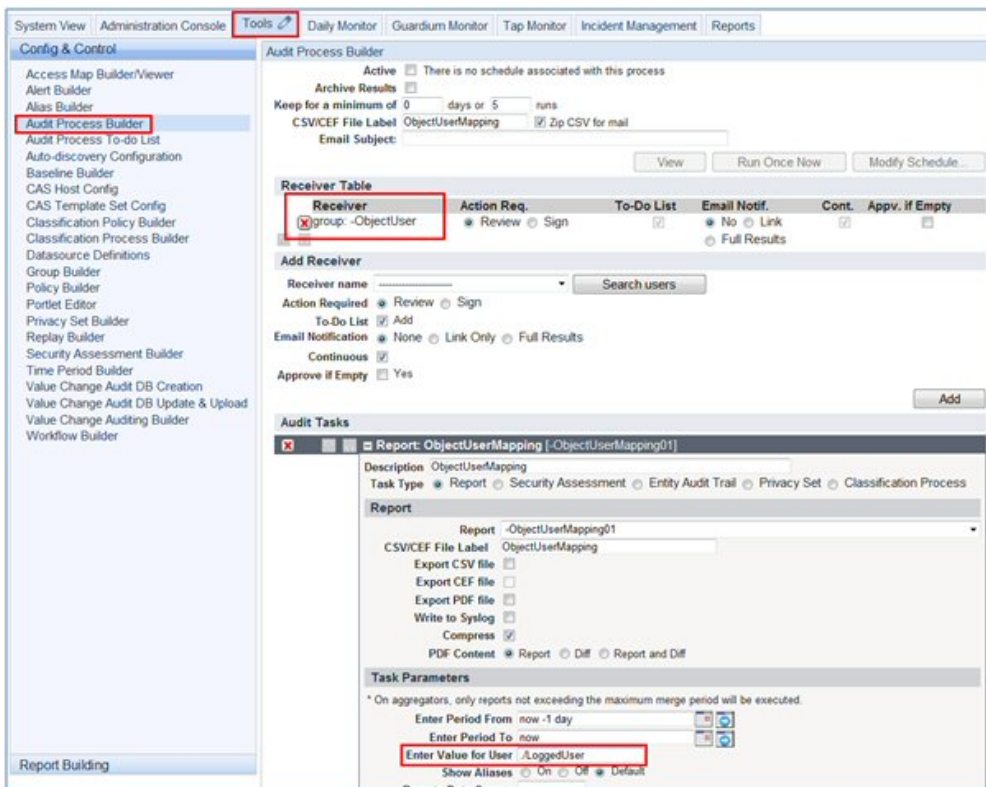 System View Administration Console Tools Daily Monitor Guardium Monitor Tap Monitor Incident Management Reports
Config & Control
Access Map Builder/Viewer
Alert Builder
Alias Builder
Audit Process Builder
Audit Process To-do List
Auto-discovery Configuration
Baseline Builder
CAS Host Config
CAS Template Set Config
Classification Policy Builder
Classification Process Builder
Datasource Definitions
Group Builder
Policy Builder
Portlet Editor
Privacy Set Builder
Replay Builder
Security Assessment Builder
Time Period Builder
Value Change Audit DB Creation
Value Change Audit DB Update & Upload
Value Change Auditing Builder
Workflow Builder
Report Building
Audit Process Builder
Active There is no schedule associated with this process
Archive Results
Keep for a minimum of 0 days or 5 runs
CSV/CEF File Label ObjectUserMapping Zip CSV for mail
Email Subject:
View Run Once Now Modify Schedule...
Receiver Table
Receiver Action Req. To-Do List Email Notif. Cont. Appv. if Empty
group: -ObjectUser Review Sign No Link
Full Results
Add Receiver
Receiver name -------------------- Search users
Action Required Review Sign
To-Do List Add
Email Notification None Link Only Full Results
Continuous
Approve if Empty Yes
Add
Audit Tasks
Report: ObjectUserMapping [-ObjectUserMapping01]
Description ObjectUserMapping
Task Type Report Security Assessment Entity Audit Trail Privacy Set Classification Process
Report
Report -ObjectUserMapping01
CSV/CEF File Label ObjectUserMapping
Export CSV file
Export CEF file
Export PDF file
Write to Syslog
Compress
PDF Content Report Diff Report and Diff
Task Parameters
* On aggregators, only reports not exceeding the maximum merge period will be executed.
Enter Period From now -1 day
Enter Period To now
Enter Value for User ./LoggedUser
Show Aliases On Off Default